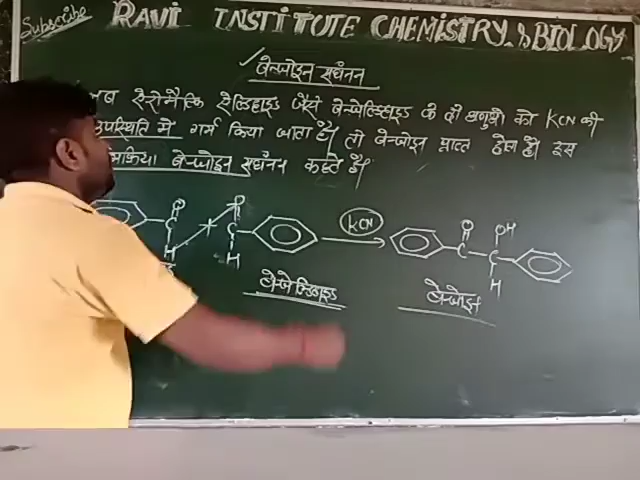 Subscribe
RAVI INSTITUTE CHEMISTRY & BIOLOGY
बेन्जोइन संघनन
जब ऐरोमैटिक ऐल्डिहाइड जैसे बेन्जेल्डिहाइड के दो अणुओ को KCN की
उपस्थिति में गर्म किया जाता है। तो बेन्जोइन प्राप्त होता है। इस
बेन्जोइन संघनन कहते हैं।
O O O OH
C C KCN C C
H H H
बेन्जेल्डिहाइड बेन्जोइन